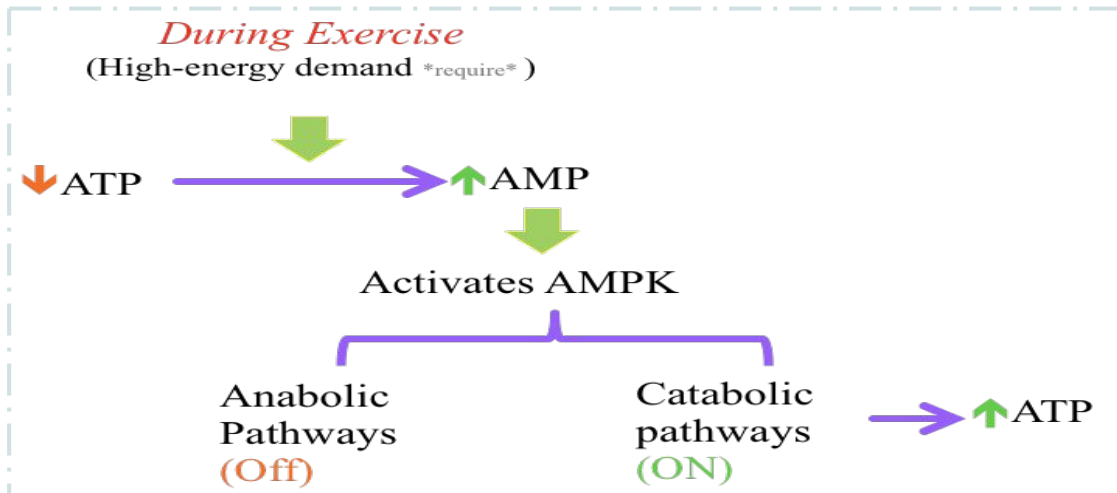 During Exercise
(High-energy demand *require* )
ATP
AMP
Activates AMPK
Anabolic
Pathways
(Off)
Catabolic
pathways
(ON)
ATP